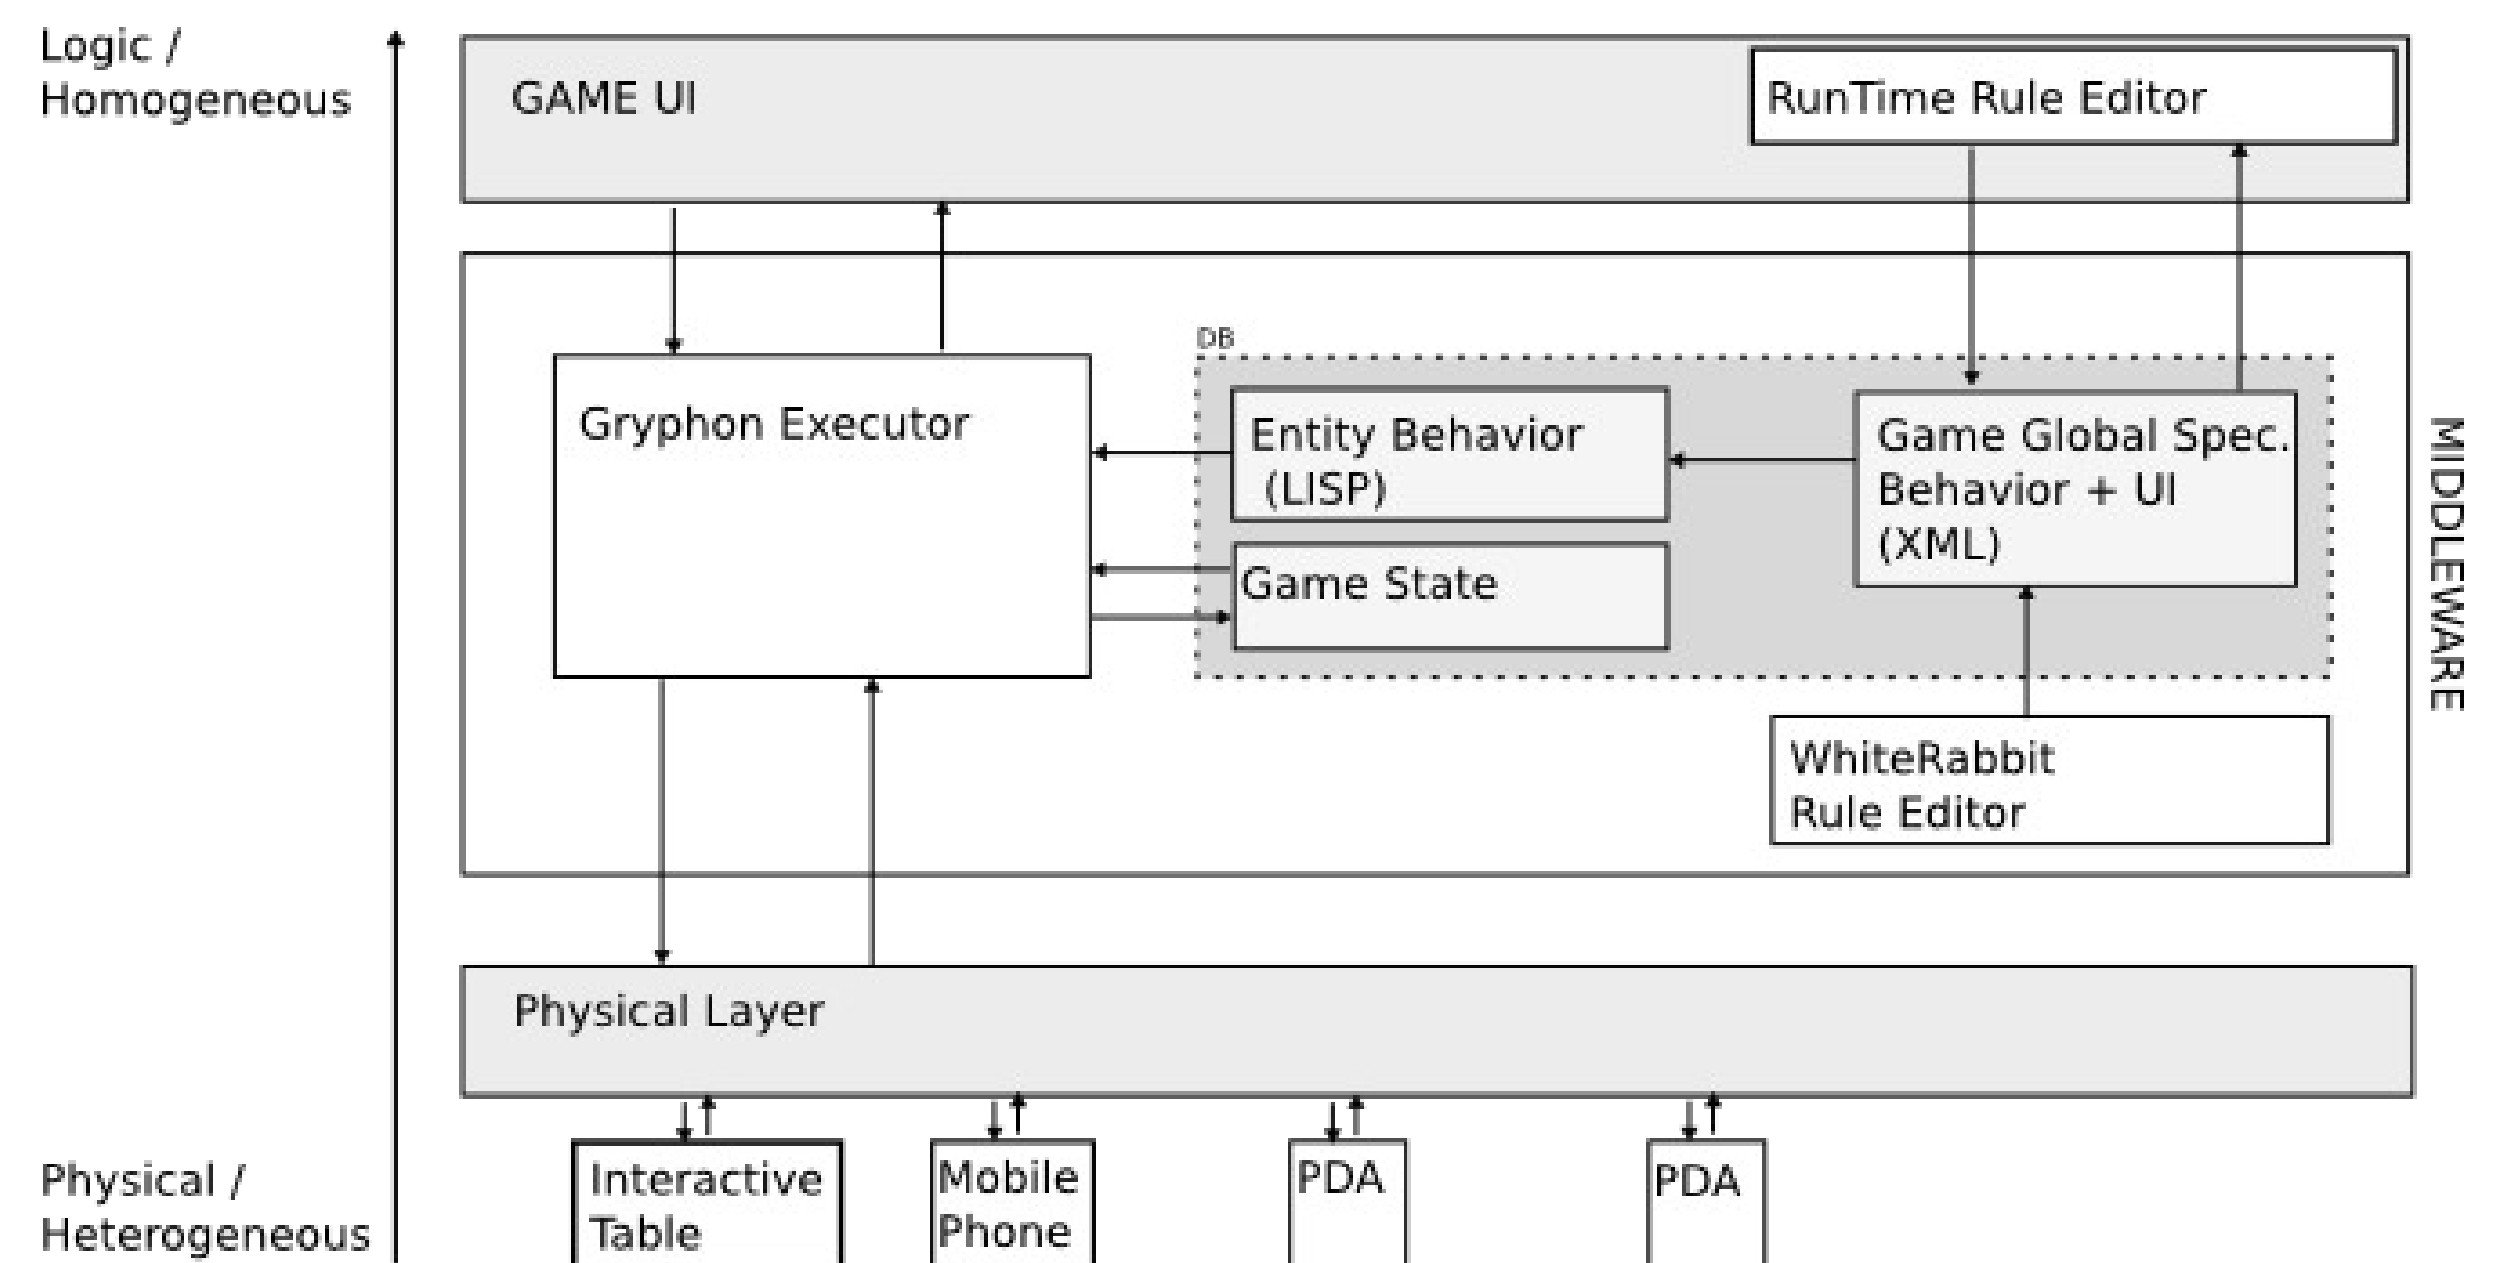 Logic /
Homogeneous
GAME UI
RunTime Rule Editor
DB
Gryphon Executor
Entity Behavior
(LISP)
Game State
Game Global Spec.
Behavior + UI
(XML)
WhiteRabbit
Rule Editor
MIDDLEWARE
Physical Layer
Physical /
Heterogeneous
Interactive
Table
Mobile
Phone
PDA
PDA